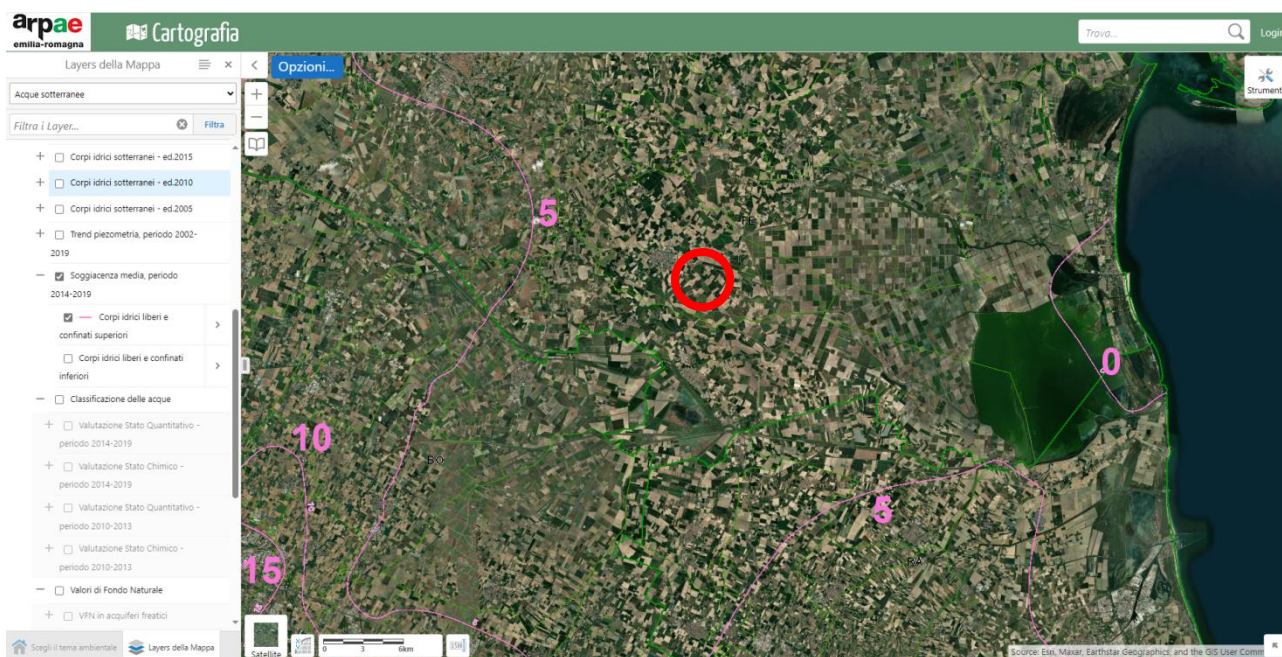 arpae
emilia-romagna
Cartografia
Trova...
Login
Layers della Mappa
Opzioni...
Acque sotterranee
Strument
Filtra i Layer...
Filtra
Corpi idrici sotterranei - ed.2015
Corpi idrici sotterranei - ed.2010
Corpi idrici sotterranei - ed.2005
Trend piezometria, periodo 2002-
2019
Soggiacenza media, periodo
2014-2019
Corpi idrici liberi e
confinati superiori
Corpi idrici liberi e confinati
inferiori
Classificazione delle acque
Valutazione Stato Quantitativo -
periodo 2014-2019
Valutazione Stato Chimico -
periodo 2014-2019
Valutazione Stato Quantitativo -
periodo 2010-2013
Valutazione Stato Chimico -
periodo 2010-2013
Valori di Fondo Naturale
VFN in acquiferi freatici
Scegli il tema ambientale
Layers della Mappa
5
FE
0
10
BO
5
15
RA
Satellite
0 3 6km
Source: Esri, Maxar, Earthstar Geographics, and the GIS User Comm